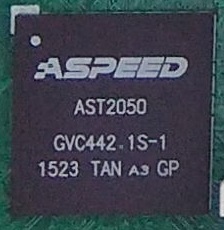 ASPEED
AST2050
GVC442.1S-1
1523 TAN A3 GP